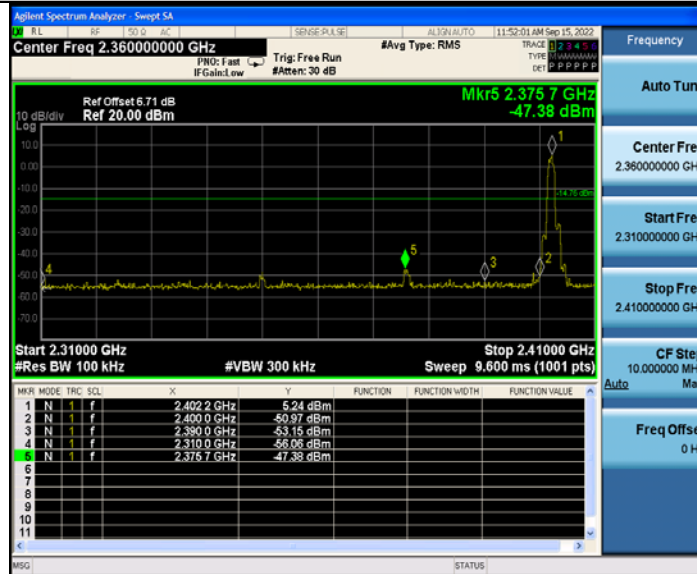 Agilent Spectrum Analyzer - Swept SA
RL RF 50 Ω AC SENSE:PULSE ALIGN AUTO 11:52:01 AM Sep 15, 2022
Center Freq 2.360000000 GHz #Avg Type: RMS TRACE 1 2 3 4 5 6 Frequency
PNO: Fast Trig: Free Run TYPE
IFGain:Low #Atten: 30 dB DET P P P P P P
Auto Tun
Mkr5 2.375 7 GHz
Ref Offset 6.71 dB
10 dB/div Ref 20.00 dBm -47.38 dBm
Log
10.0
0.00
-10.0
-14.76 dBm
-20.0
-30.0
-40.0
-50.0
-60.0
-70.0
1
5
3
2
4
Center Fre
2.360000000 GH
Start Fre
2.310000000 GH
Stop Fre
2.410000000 GH
Start 2.31000 GHz Stop 2.41000 GHz
#Res BW 100 kHz #VBW 300 kHz Sweep 9.600 ms (1001 pts)
CF Ste
10.000000 MH
Auto Ma
MKR MODE TRC SCL X Y FUNCTION FUNCTION WIDTH FUNCTION VALUE
1 N 1 f 2.402 2 GHz 5.24 dBm
2 N 1 f 2.400 0 GHz -50.97 dBm
3 N 1 f 2.390 0 GHz -53.15 dBm
4 N 1 f 2.310 0 GHz -56.06 dBm
5 N 1 f 2.375 7 GHz -47.38 dBm
6
7
8
9
10
11
Freq Offse
0 H
MSG STATUS